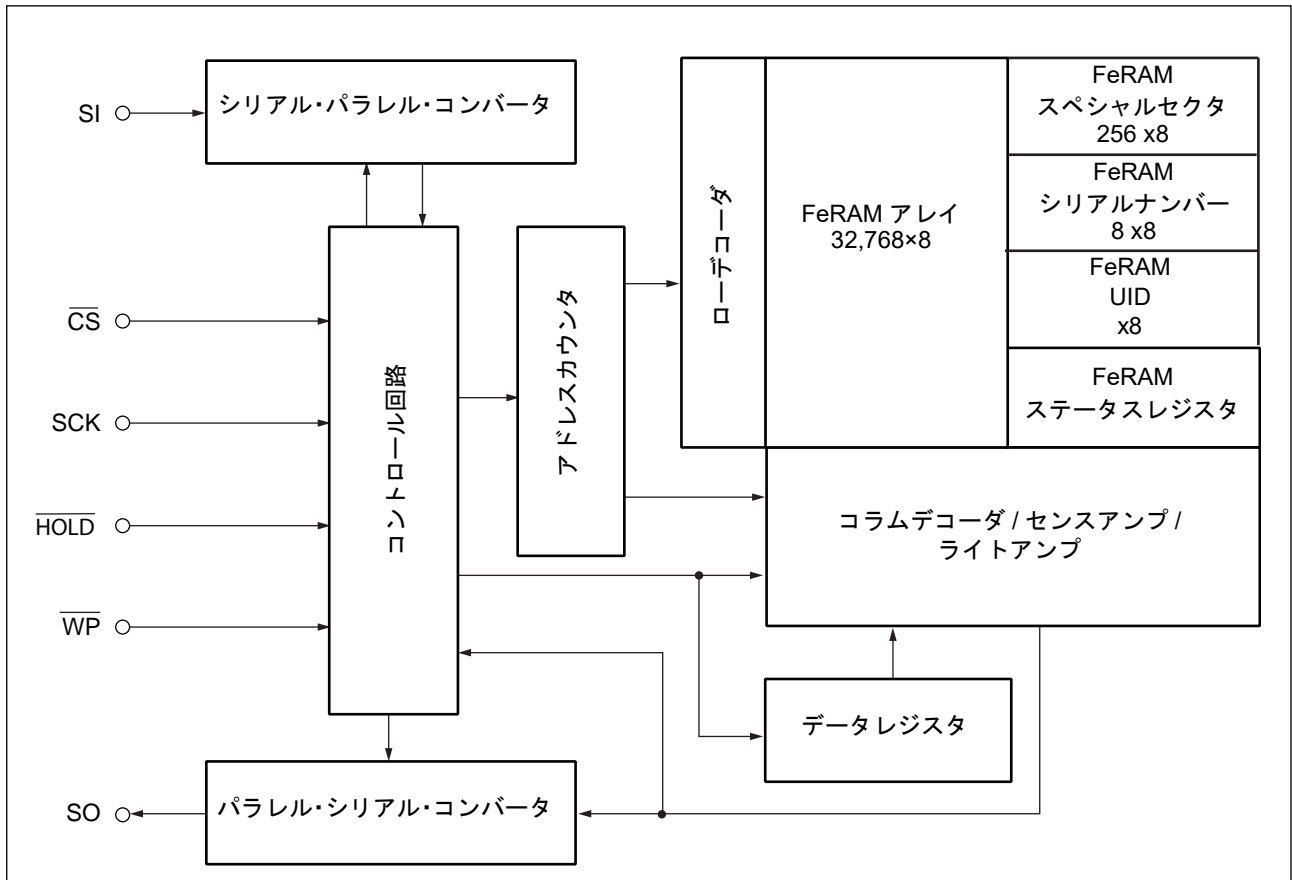 SI
シリアル・パラレル・コンバータ
ローデコーダ
FeRAM アレイ
32,768×8
FeRAM
スペシャルセクタ
256 x8
FeRAM
シリアルナンバー
8 x8
FeRAM
UID
x8
FeRAM
ステータスレジスタ
CS
SCK
HOLD
WP
コントロール回路
アドレスカウンタ
コラムデコーダ / センスアンプ /
ライトアンプ
データレジスタ
SO
パラレル・シリアル・コンバータ